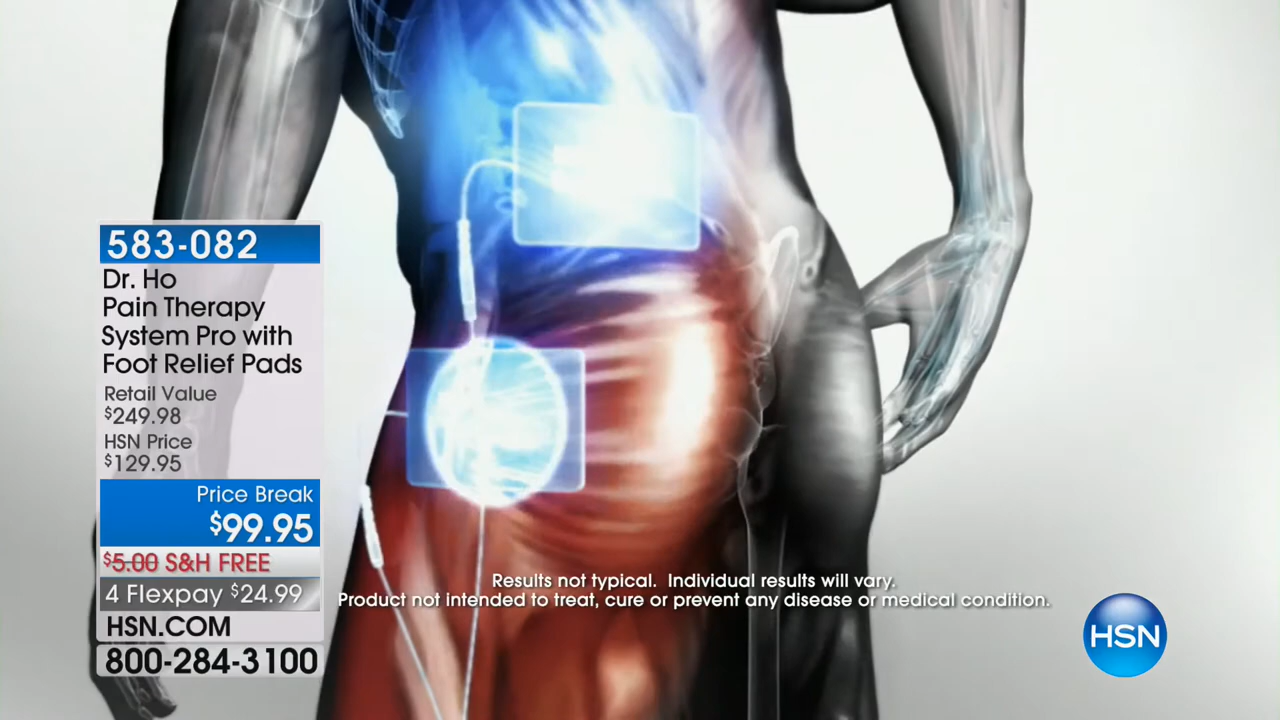 583-082
Dr. Ho
Pain Therapy
System Pro with
Foot Relief Pads
Retail Value
$249.98
HSN Price
$129.95
Price Break
$99.95
$5.00 S&H FREE
4 Flexpay $24.99
HSN.COM
800-284-3100
Results not typical. Individual results will vary.
Product not intended to treat, cure or prevent any disease or medical condition.
HSN